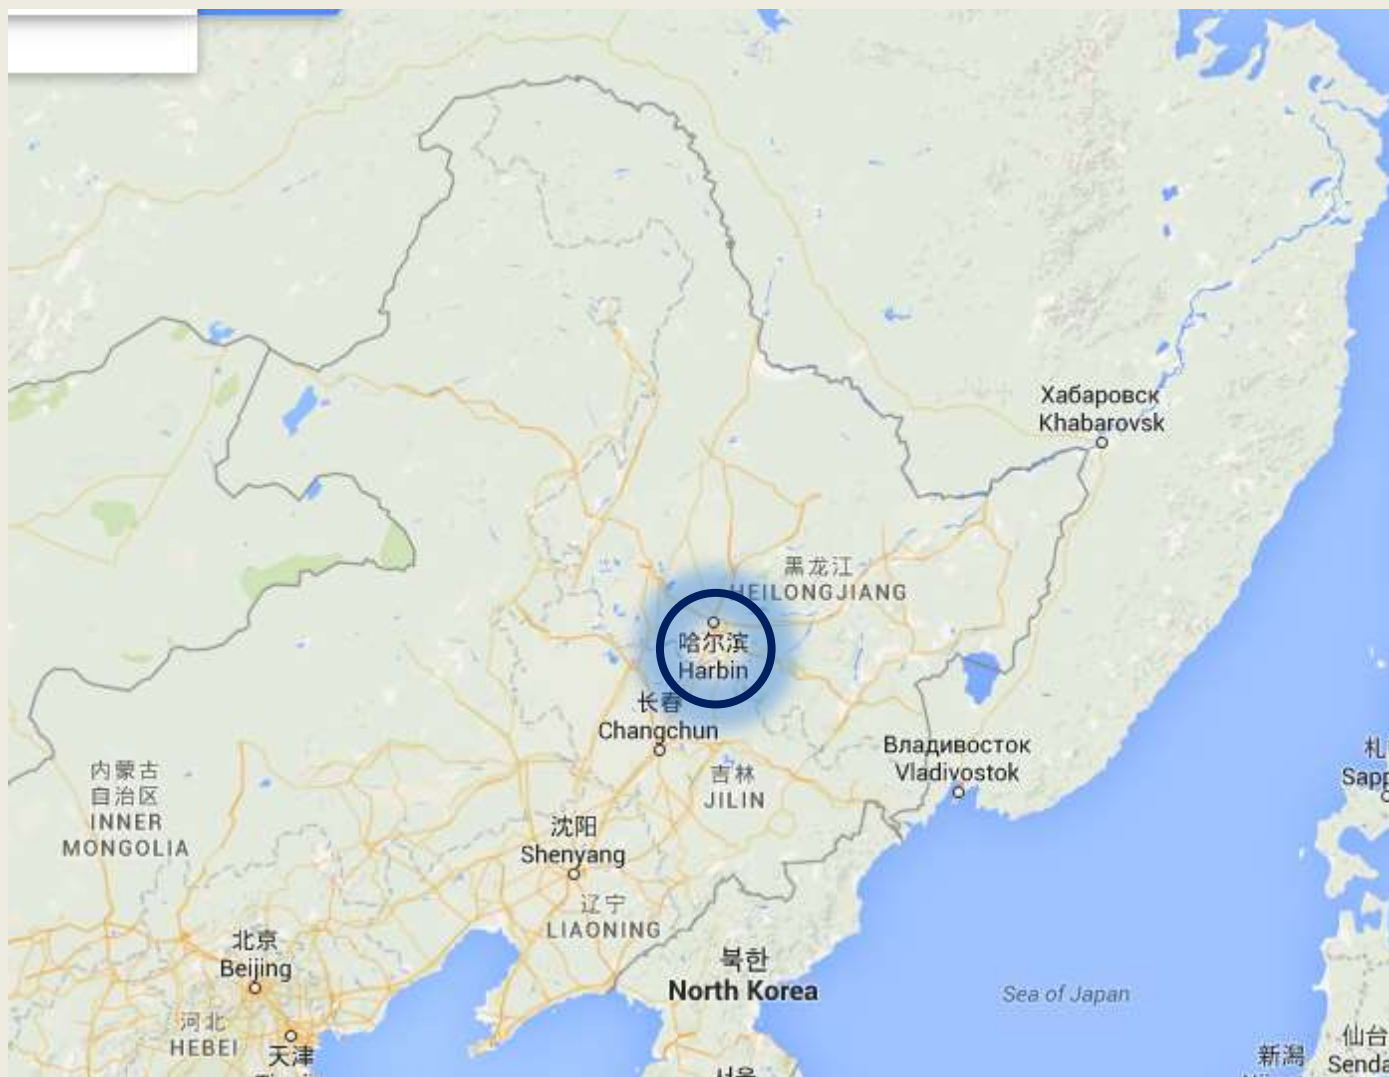 Хабаровск
Khabarovsk
黑龙江
HEILONGJIANG
哈尔滨
Harbin
长春
Changchun
Владивосток
Vladivostok
吉林
JILIN
内蒙古
自治区
INNER
MONGOLIA
沈阳
Shenyang
辽宁
LIAONING
北京
Beijing
북한
North Korea
Sea of Japan
河北
HEBEI
天津
新潟
仙台
札